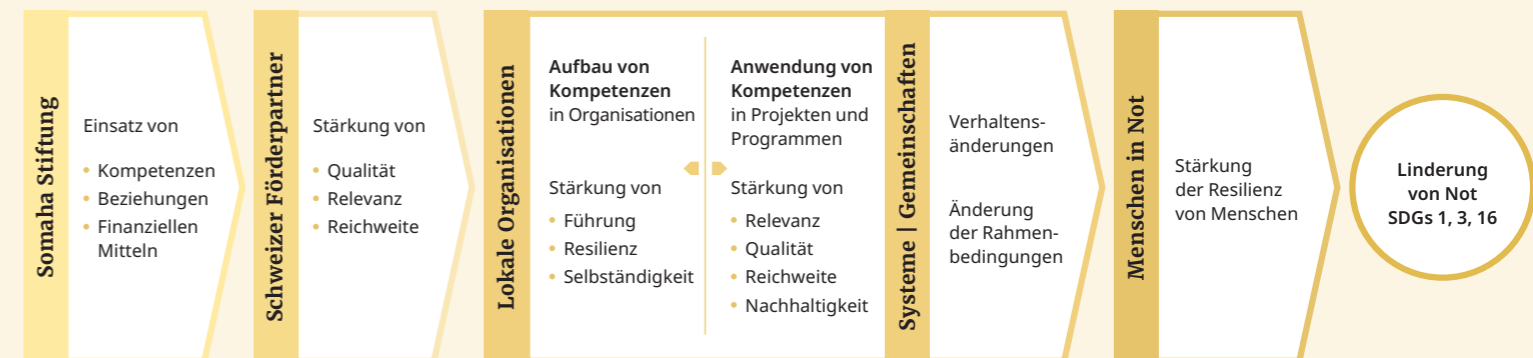 Somaha Stiftung
Einsatz von
• Kompetenzen
• Beziehungen
• Finanziellen
Mitteln
Schweizer Förderpartner
Stärkung von
• Qualität
• Relevanz
• Reichweite
Lokale Organisationen
Aufbau von
Kompetenzen
in Organisationen
Stärkung von
• Führung
• Resilienz
• Selbständigkeit
Anwendung von
Kompetenzen
in Projekten und
Programmen
Stärkung von
• Relevanz
• Qualität
• Reichweite
• Nachhaltigkeit
Systeme | Gemeinschaften
Verhaltens-
änderungen
Änderung
der Rahmen-
bedingungen
Menschen in Not
Stärkung
der Resilienz
von Menschen
Linderung
von Not
SDGs 1, 3, 16